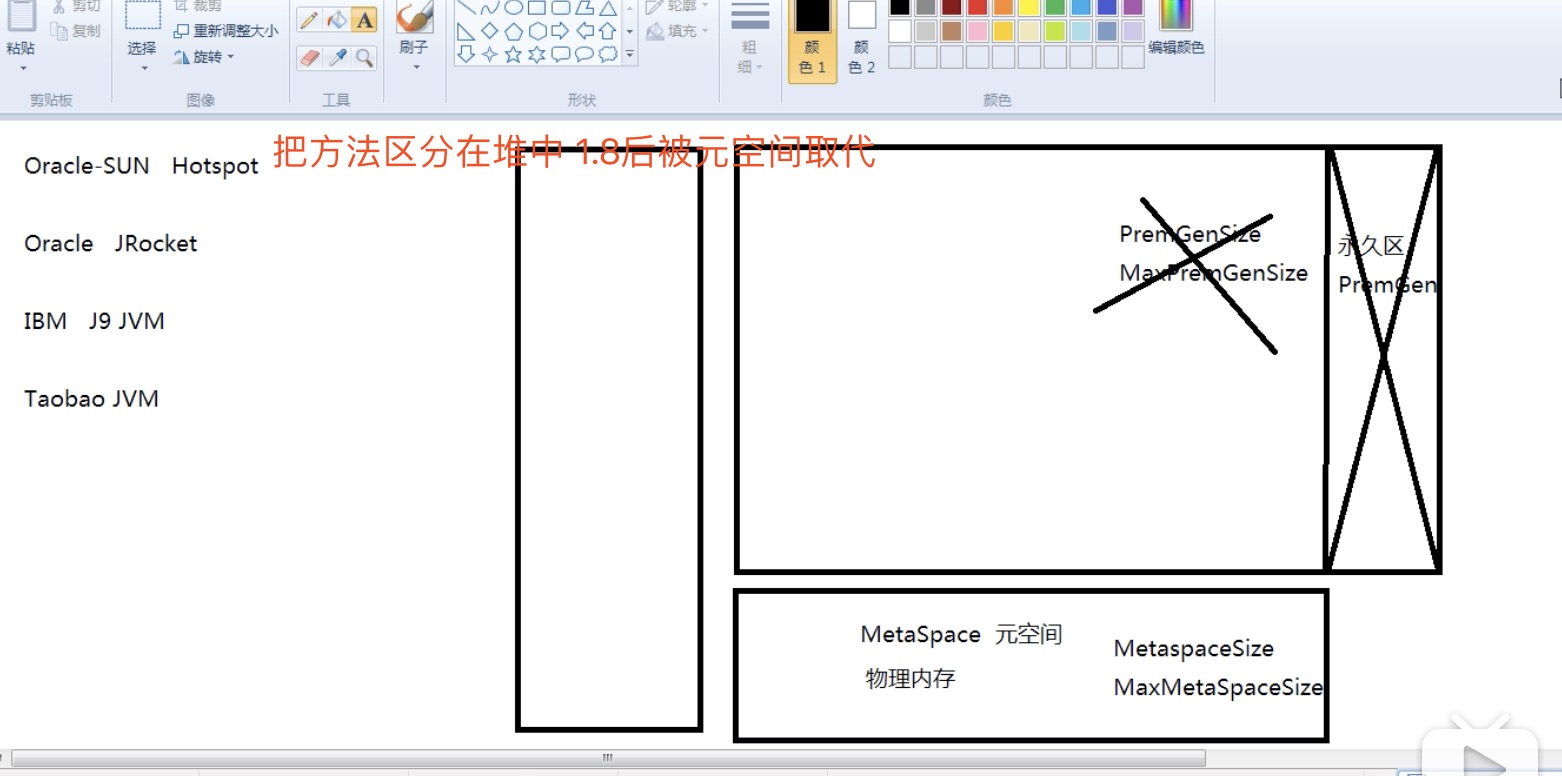 剪切
裁剪
轮廓
粘贴
复制
选择
重新调整大小
旋转
A
刷子
填充
粗
细
颜
色 1
颜
色 2
编辑颜色
剪贴板
图像
工具
形状
颜色
把方法区分在堆中 1.8后被元空间取代
Oracle-SUN Hotspot
Oracle JRocket
IBM J9 JVM
Taobao JVM
PremGenSize
MaxPremGenSize
永久区
PremGen
MetaSpace 元空间
物理内存
MetaspaceSize
MaxMetaSpaceSize